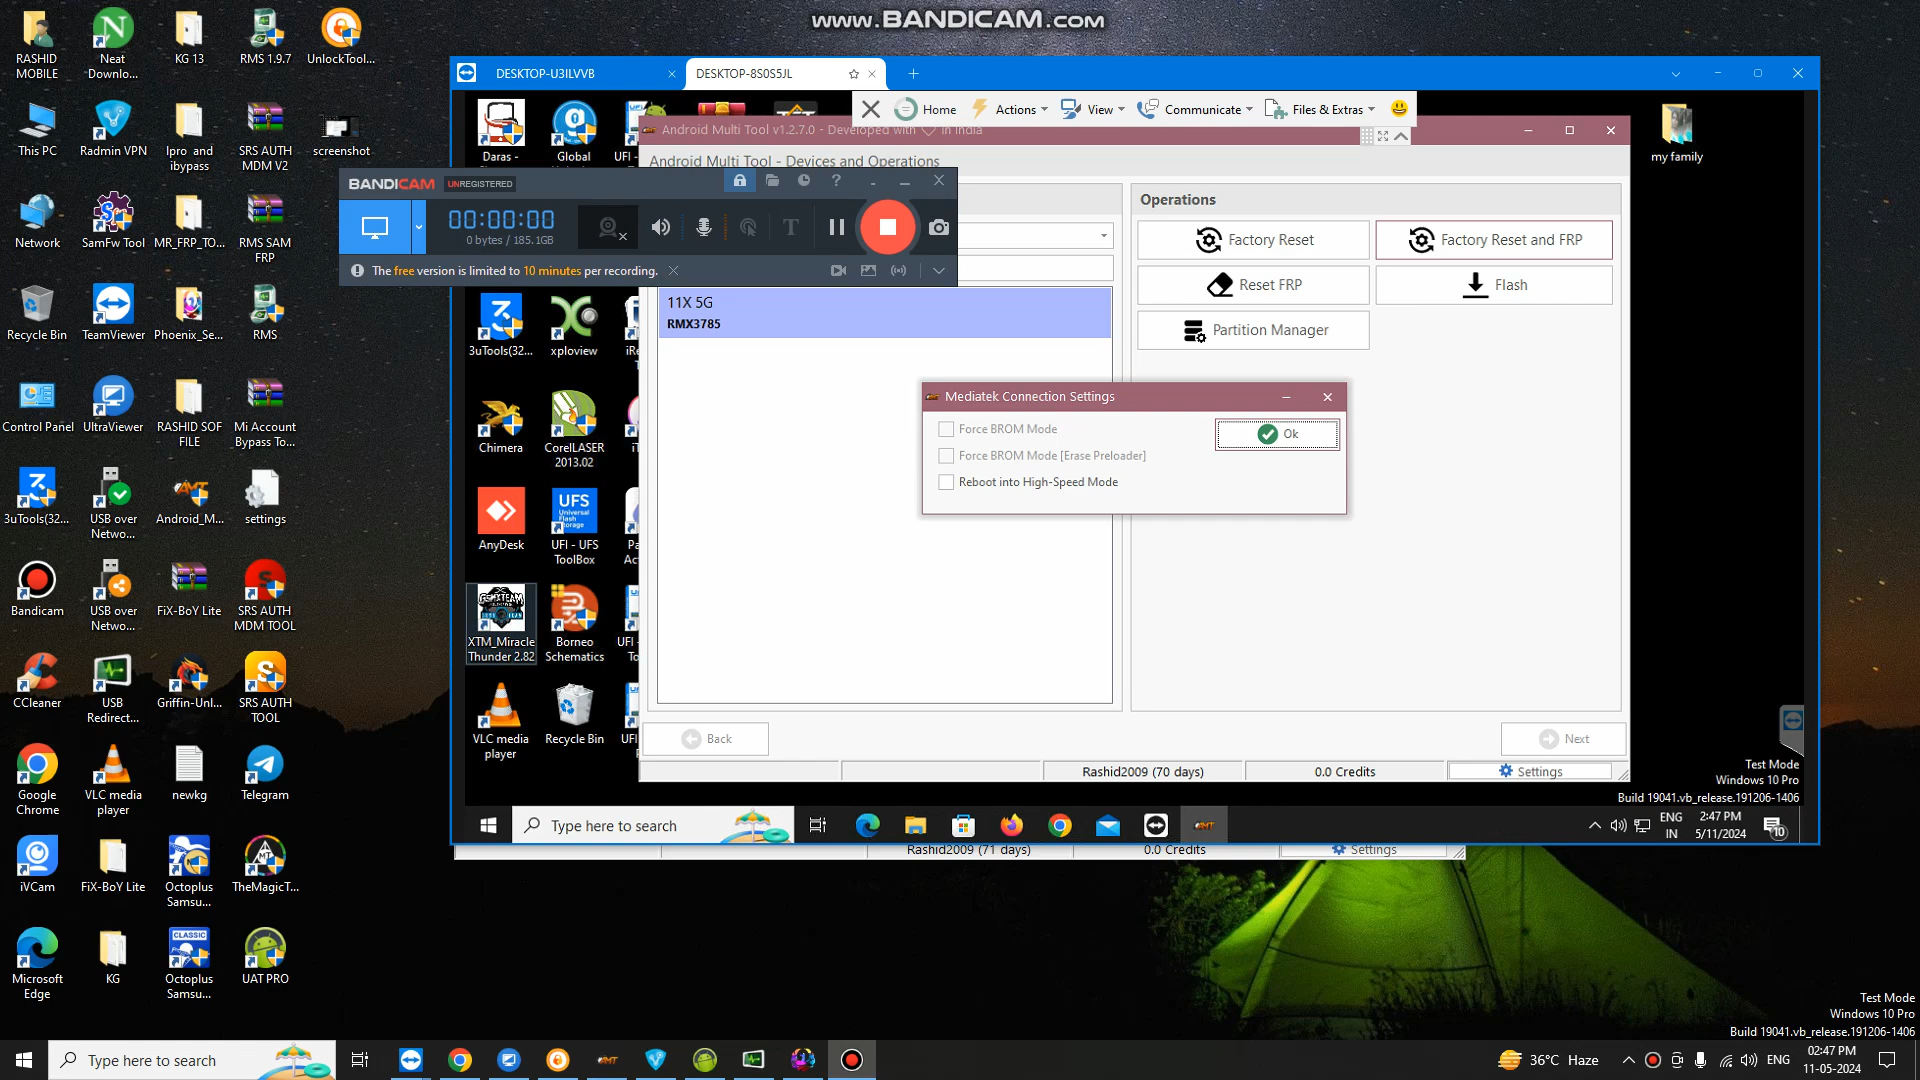 www.BANDICAM.com
RASHID MOBILE
Neat Downlo...
KG 13
RMS 1.9.7
UnlockTool...
This PC
Radmin VPN
Ipro and ibypass
SRS AUTH MDM V2
screenshot
Network
SamFw Tool
MR_FRP_TO...
RMS SAM FRP
Recycle Bin
TeamViewer
Phoenix_Se...
RMS
Control Panel
UltraViewer
RASHID SOF FILE
Mi Account Bypass To...
3uTools(32...
USB over Netwo...
Android_M...
settings
Bandicam
USB over Netwo...
FiX-BoY Lite
SRS AUTH MDM TOOL
CCleaner
USB Redirect...
Griffin-Unl...
SRS AUTH TOOL
Google Chrome
VLC media player
newkg
Telegram
iVCam
FiX-BoY Lite
Octoplus Samsu...
TheMagicT...
Microsoft Edge
KG
Octoplus Samsu...
UAT PRO
DESKTOP-U3ILVVB
DESKTOP-8S0S5JL
Home
Actions
View
Communicate
Files & Extras
Daras -
Global
UFI -
my family
Android Multi Tool v1.2.7.0 - Developed with ♡ in India
Android Multi Tool - Devices and Operations
BANDICAM UNREGISTERED
00:00:00
0 bytes / 185.1GB
The free version is limited to 10 minutes per recording.
11X 5G
RMX3785
Operations
Factory Reset
Factory Reset and FRP
Reset FRP
Flash
Partition Manager
Mediatek Connection Settings
Force BROM Mode
Force BROM Mode [Erase Preloader]
Reboot into High-Speed Mode
Ok
3uTools(32...
xploview
Chimera
CorelLASER 2013.02
AnyDesk
UFS
Universal Flash Storage
UFI - UFS ToolBox
XTM_Miracle Thunder 2.82
Borneo Schematics
VLC media player
Recycle Bin
Back
Next
Rashid2009 (70 days)
0.0 Credits
Settings
Test Mode
Windows 10 Pro
Build 19041.vb_release.191206-1406
Type here to search
ENG
IN
2:47 PM
5/11/2024
10
Rashid2009 (71 days)
0.0 Credits
Settings
Test Mode
Windows 10 Pro
Build 19041.vb_release.191206-1406
Type here to search
36°C Haze
ENG
02:47 PM
11-05-2024